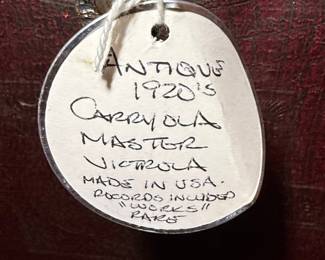 ANTIQUE
1920'S
CARRYOLA
MASTER
VICTROLA
MADE IN USA.
RECORDS INCLUDED
"WORKS"
RARE